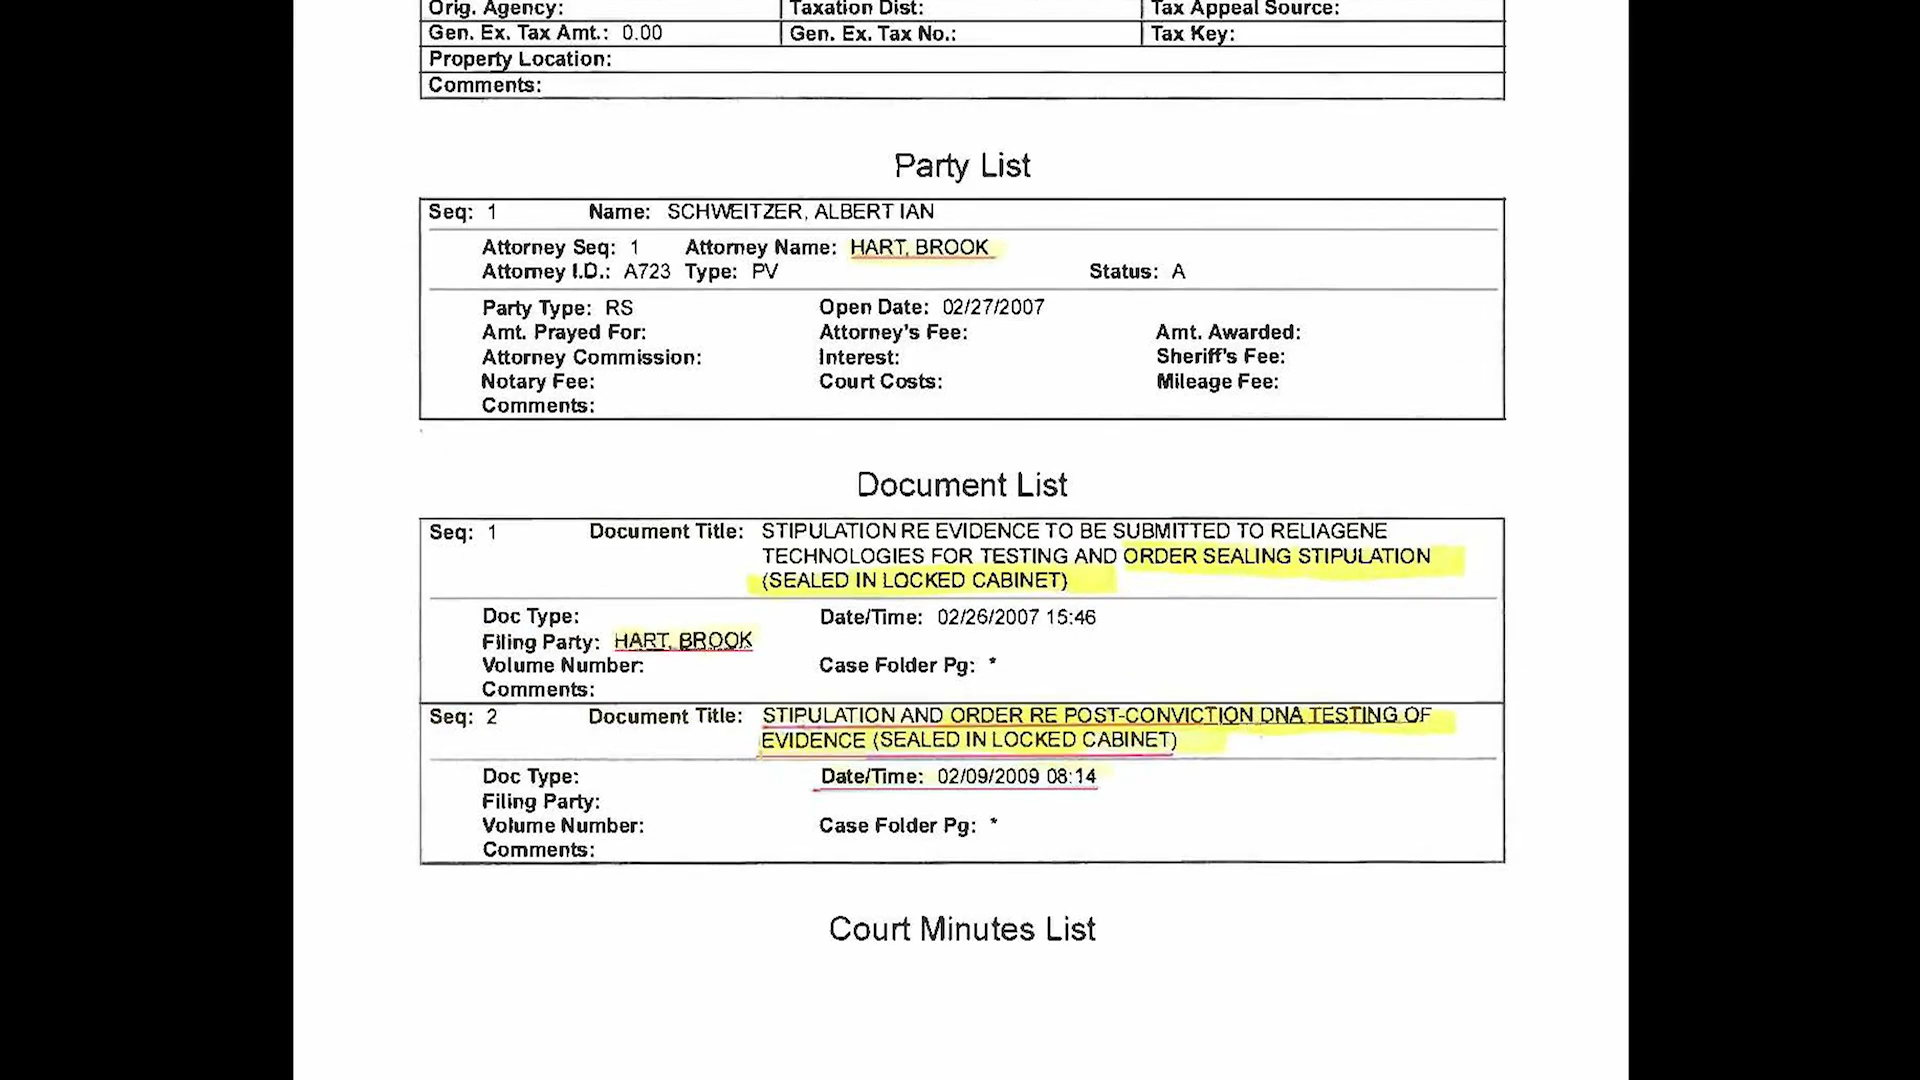 Orig. Agency: Taxation Dist: Tax Appeal Source:
Gen. Ex. Tax Amt.: 0.00 Gen. Ex. Tax No.: Tax Key:
Property Location:
Comments:
Party List
Seq: 1 Name: SCHWEITZER, ALBERT IAN
Attorney Seq: 1 Attorney Name: HART, BROOK
Attorney I.D.: A723 Type: PV Status: A
Party Type: RS Open Date: 02/27/2007
Amt. Prayed For: Attorney's Fee: Amt. Awarded:
Attorney Commission: Interest: Sheriff's Fee:
Notary Fee: Court Costs: Mileage Fee:
Comments:
Document List
Seq: 1 Document Title: STIPULATION RE EVIDENCE TO BE SUBMITTED TO RELIAGENE
TECHNOLOGIES FOR TESTING AND ORDER SEALING STIPULATION
(SEALED IN LOCKED CABINET)
Doc Type: Date/Time: 02/26/2007 15:46
Filing Party: HART, BROOK
Volume Number: Case Folder Pg: *
Comments:
Seq: 2 Document Title: STIPULATION AND ORDER RE POST-CONVICTION DNA TESTING OF
EVIDENCE (SEALED IN LOCKED CABINET)
Doc Type: Date/Time: 02/09/2009 08:14
Filing Party:
Volume Number: Case Folder Pg: *
Comments:
Court Minutes List